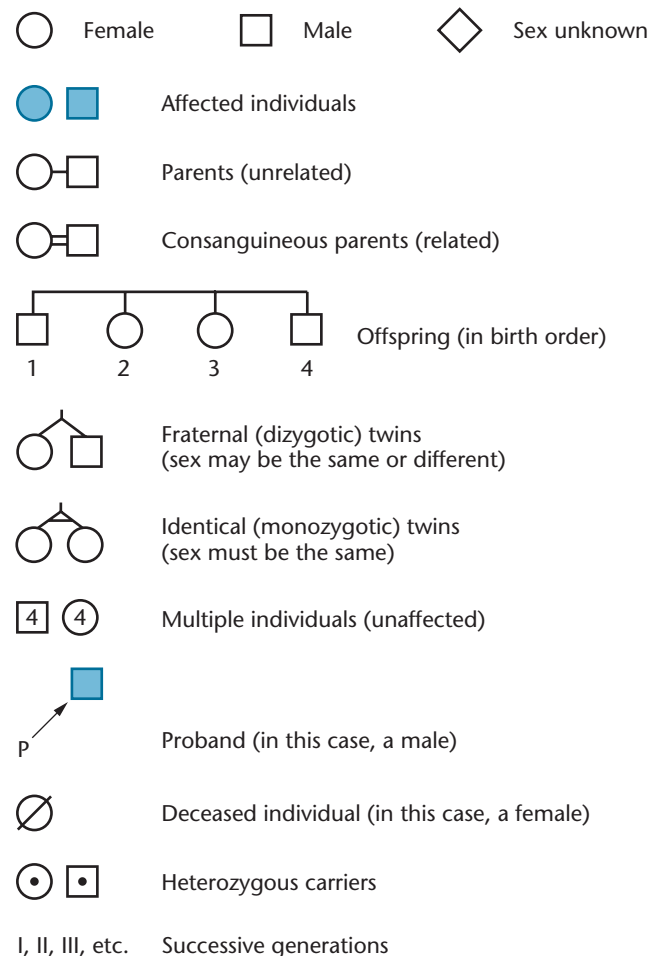 Female Male Sex unknown
Affected individuals
Parents (unrelated)
Consanguineous parents (related)
Offspring (in birth order)
1 2 3 4
Fraternal (dizygotic) twins
(sex may be the same or different)
Identical (monozygotic) twins
(sex must be the same)
4 4 Multiple individuals (unaffected)
P Proband (in this case, a male)
Deceased individual (in this case, a female)
Heterozygous carriers
I, II, III, etc. Successive generations